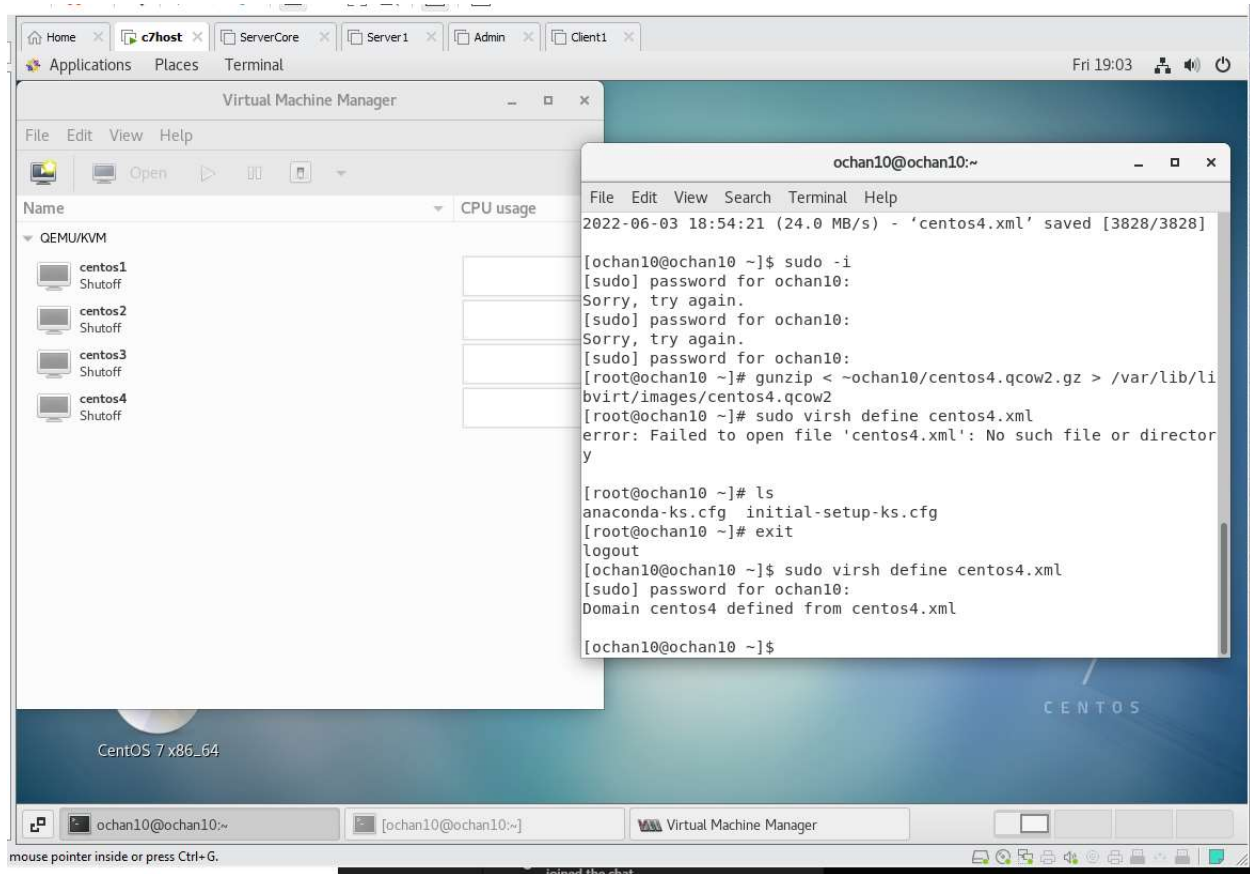 Home
c7host
ServerCore
Server1
Admin
Client1
Applications Places Terminal
Fri 19:03
Virtual Machine Manager
File Edit View Help
Open
Name
CPU usage
QEMU/KVM
centos1
Shutoff
centos2
Shutoff
centos3
Shutoff
centos4
Shutoff
ochan10@ochan10:~
File Edit View Search Terminal Help
2022-06-03 18:54:21 (24.0 MB/s) - ‘centos4.xml’ saved [3828/3828]
[ochan10@ochan10 ~]$ sudo -i
[sudo] password for ochan10:
Sorry, try again.
[sudo] password for ochan10:
Sorry, try again.
[sudo] password for ochan10:
[root@ochan10 ~]# gunzip < ~ochan10/centos4.qcow2.gz > /var/lib/li
bvirt/images/centos4.qcow2
[root@ochan10 ~]# sudo virsh define centos4.xml
error: Failed to open file 'centos4.xml': No such file or director
y
[root@ochan10 ~]# ls
anaconda-ks.cfg initial-setup-ks.cfg
[root@ochan10 ~]# exit
logout
[ochan10@ochan10 ~]$ sudo virsh define centos4.xml
[sudo] password for ochan10:
Domain centos4 defined from centos4.xml
[ochan10@ochan10 ~]$
7
CENTOS
CentOS 7 x86_64
ochan10@ochan10:~
[ochan10@ochan10:~]
Virtual Machine Manager
mouse pointer inside or press Ctrl+G.
joined the chat